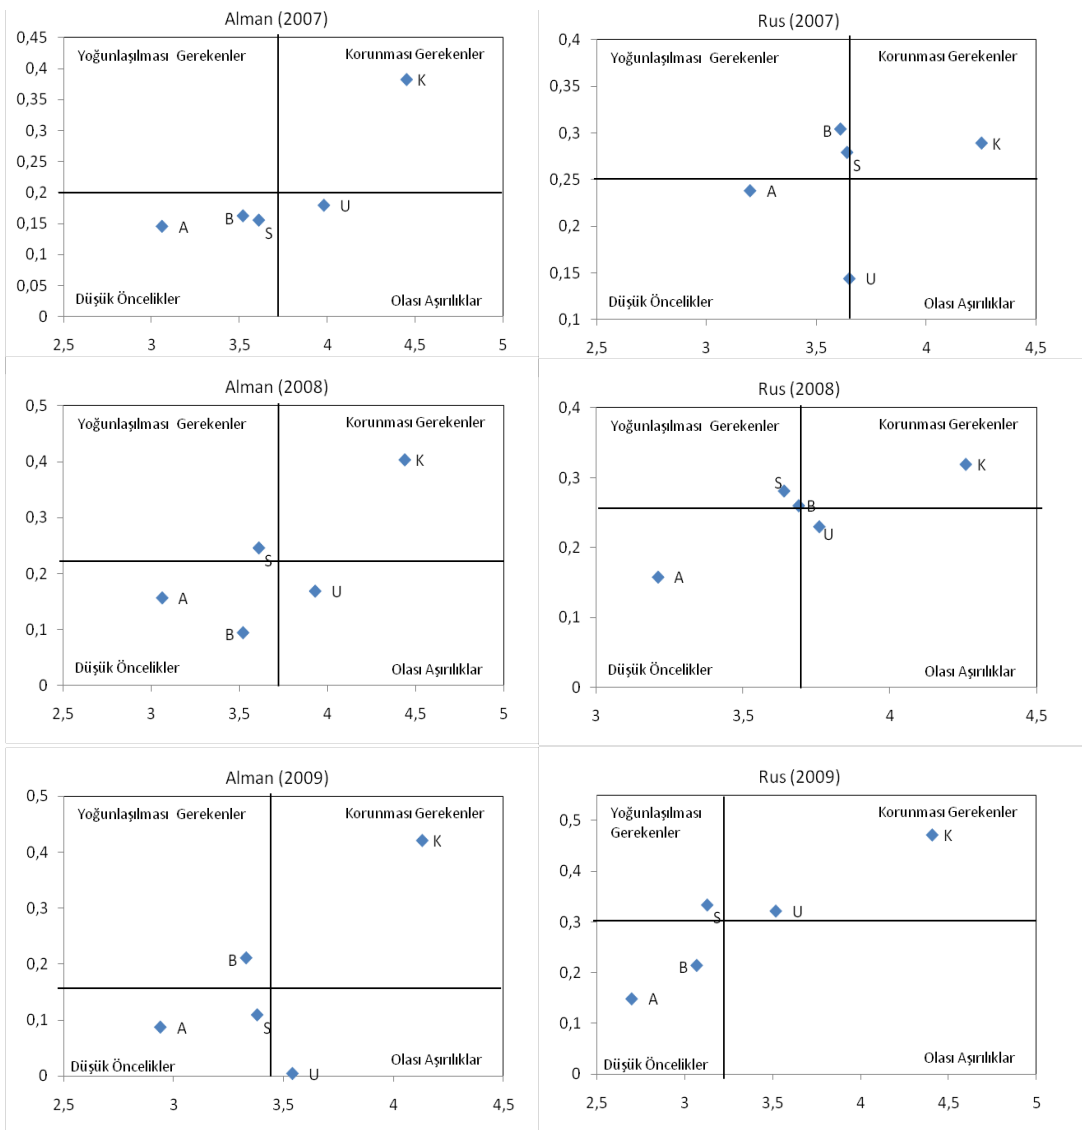 Alman (2007)
0,45
0,4
0,35
0,3
0,25
0,2
0,15
0,1
0,05
0
Yoğunlaşılması Gerekenler
Korunması Gerekenler
K
U
B
S
A
Düşük Öncelikler
Olası Aşırılıklar
2,5 3 3,5 4 4,5 5
Rus (2007)
0,4
0,35
0,3
0,25
0,2
0,15
0,1
Yoğunlaşılması Gerekenler
Korunması Gerekenler
B
K
S
A
U
Düşük Öncelikler
Olası Aşırılıklar
2,5 3 3,5 4 4,5
Alman (2008)
0,5
0,4
0,3
0,2
0,1
0
Yoğunlaşılması Gerekenler
Korunması Gerekenler
K
S
A
U
B
Düşük Öncelikler
Olası Aşırılıklar
2,5 3 3,5 4 4,5 5
Rus (2008)
0,4
0,3
0,2
0,1
0
Yoğunlaşılması Gerekenler
Korunması Gerekenler
K
S
B
U
A
Düşük Öncelikler
Olası Aşırılıklar
3 3,5 4 4,5
Alman (2009)
0,5
0,4
0,3
0,2
0,1
0
Yoğunlaşılması Gerekenler
Korunması Gerekenler
K
B
A
S
U
Düşük Öncelikler
Olası Aşırılıklar
2,5 3 3,5 4 4,5
Rus (2009)
0,5
0,4
0,3
0,2
0,1
0
Yoğunlaşılması
Gerekenler
Korunması Gerekenler
K
S
U
B
A
Düşük Öncelikler
Olası Aşırılıklar
2,5 3 3,5 4 4,5 5